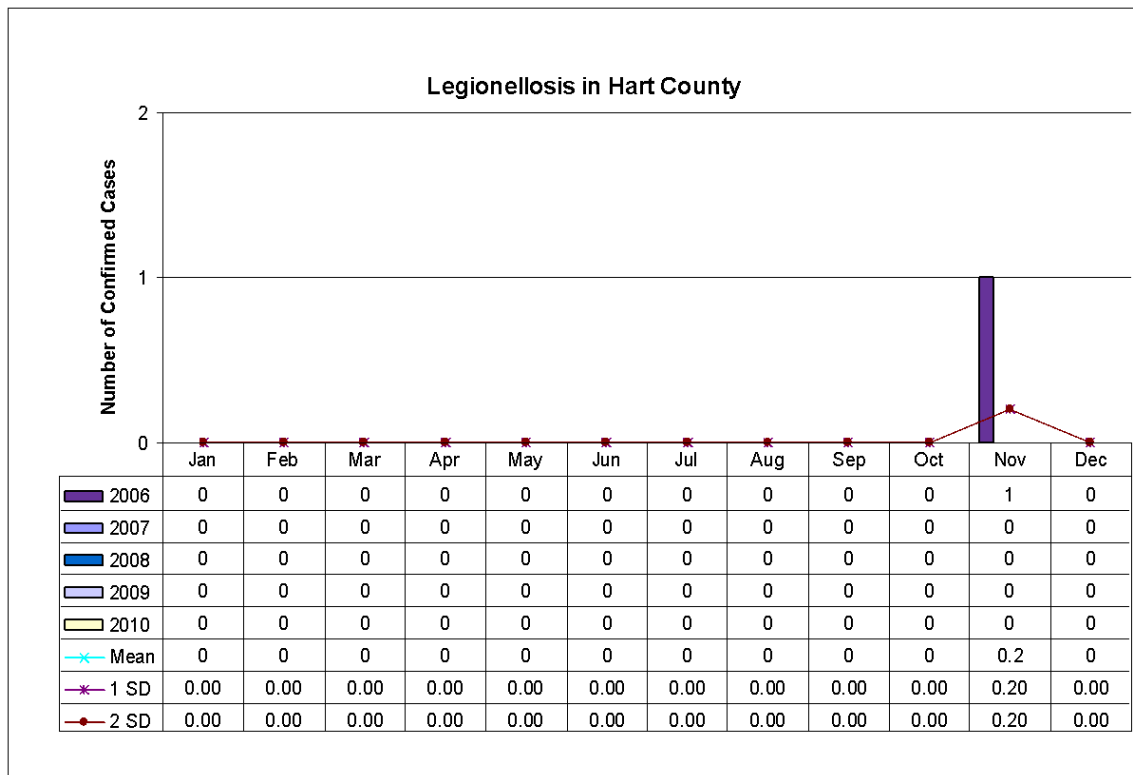 Legionellosis in Hart County
Number of Confirmed Cases
2
1
0
Jan Feb Mar Apr May Jun Jul Aug Sep Oct Nov Dec
2006 0 0 0 0 0 0 0 0 0 0 1 0
2007 0 0 0 0 0 0 0 0 0 0 0 0
2008 0 0 0 0 0 0 0 0 0 0 0 0
2009 0 0 0 0 0 0 0 0 0 0 0 0
2010 0 0 0 0 0 0 0 0 0 0 0 0
Mean 0 0 0 0 0 0 0 0 0 0 0.2 0
1 SD 0.00 0.00 0.00 0.00 0.00 0.00 0.00 0.00 0.00 0.00 0.20 0.00
2 SD 0.00 0.00 0.00 0.00 0.00 0.00 0.00 0.00 0.00 0.00 0.20 0.00